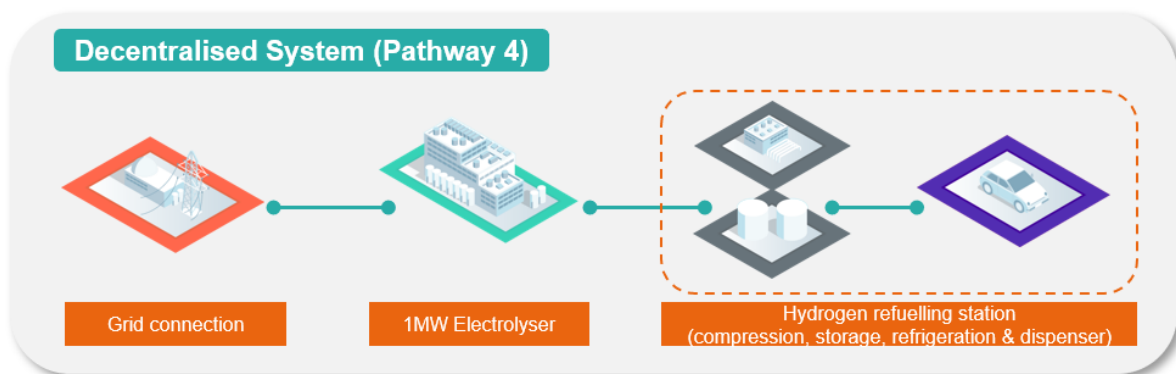 Decentralised System (Pathway 4)
Grid connection
1MW Electrolyser
Hydrogen refuelling station
(compression, storage, refrigeration & dispenser)